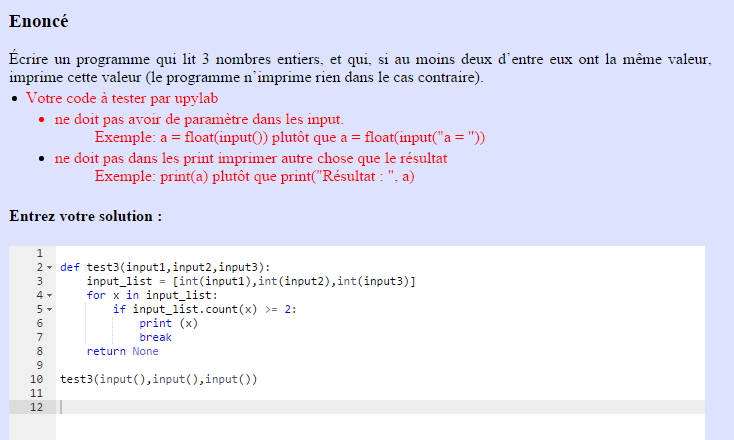 Enoncé
Écrire un programme qui lit 3 nombres entiers, et qui, si au moins deux d'entre eux ont la même valeur,
imprime cette valeur (le programme n'imprime rien dans le cas contraire).
• Votre code à tester par upylab
• ne doit pas avoir de paramètre dans les input.
Exemple: a = float(input()) plutôt que a = float(input("a = "))
• ne doit pas dans les print imprimer autre chose que le résultat
Exemple: print(a) plutôt que print("Résultat : ", a)
Entrez votre solution :
1
2 def test3(input1,input2,input3):
3 input_list = [int(input1),int(input2),int(input3)]
4 for x in input_list:
5 if input_list.count(x) >= 2:
6 print (x)
7 break
8 return None
9
10 test3(input(),input(),input())
11
12